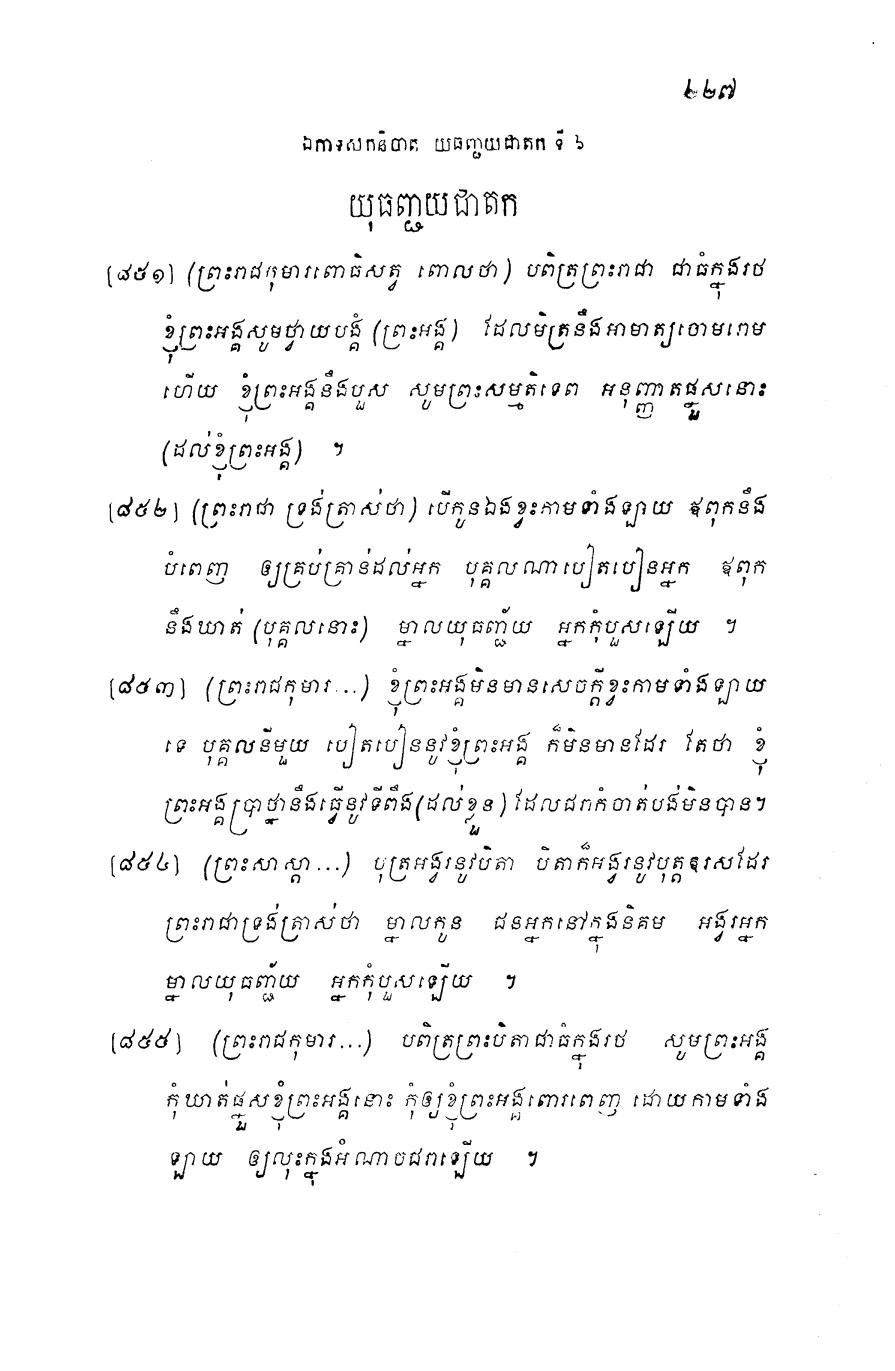 ២២៧
ឯកាទសកនិបាត យុធញ្ជយជាតក ទី ៦
យុធញ្ជយជាតក
[៨៥១] (ព្រះរាជកុមារពោធិសត្វ ពោលថា) បពិត្រព្រះរាជា ជាធំក្នុងរថ
ខ្ញុំព្រះអង្គសូមថ្វាយបង្គំ (ព្រះអង្គ) ដែលមិត្រនឹងអាមាត្យចោមរោម
ហើយ ខ្ញុំព្រះអង្គនឹងបួស សូមព្រះសម្មតិទេព អនុញ្ញាតផ្នួសនោះ
(ដល់ខ្ញុំព្រះអង្គ) ។
[៨៥២] (ព្រះរាជា ទ្រង់ត្រាស់ថា) បើកូនឯងខ្វះកាមទាំងឡាយ ឪពុកនឹង
បំពេញ ឲ្យគ្រប់គ្រាន់ដល់អ្នក បុគ្គលណាបៀតបៀនអ្នក ឪពុក
នឹងឃាត់ (បុគ្គលនោះ) ម្នាលយុធញ្ជ័យ អ្នកកុំបួសឡើយ ។
[៨៥៣] (ព្រះរាជកុមារ...) ខ្ញុំព្រះអង្គមិនមានសេចក្តីខ្វះកាមទាំងឡាយ
ទេ បុគ្គលនីមួយ បៀតបៀននូវខ្ញុំព្រះអង្គ ក៏មិនមានដែរ តែថា ខ្ញុំ
ព្រះអង្គប្រាថ្នានឹងធ្វើនូវទីពឹង(ដល់ខ្លួន) ដែលជរាកំចាត់បង់មិនបាន។
[៨៥៤] (ព្រះសាស្តា...) បុត្រអង្វរនូវបិតា បិតាក៏អង្វរនូវបុត្តឱរសដែរ
ព្រះរាជាទ្រង់ត្រាស់ថា ម្នាលកូន ជនអ្នកនៅក្នុងនិគម អង្វរអ្នក
ម្នាលយុធញ្ជ័យ អ្នកកុំបួសឡើយ ។
[៨៥៥] (ព្រះរាជកុមារ...) បពិត្រព្រះបិតាជាធំក្នុងរថ សូមព្រះអង្គ
កុំឃាត់ផ្នួសខ្ញុំព្រះអង្គនោះ កុំឲ្យខ្ញុំព្រះអង្គពោរពេញ ដោយកាមទាំង
ឡាយ ឲ្យលុះក្នុងអំណាចជរាឡើយ ។